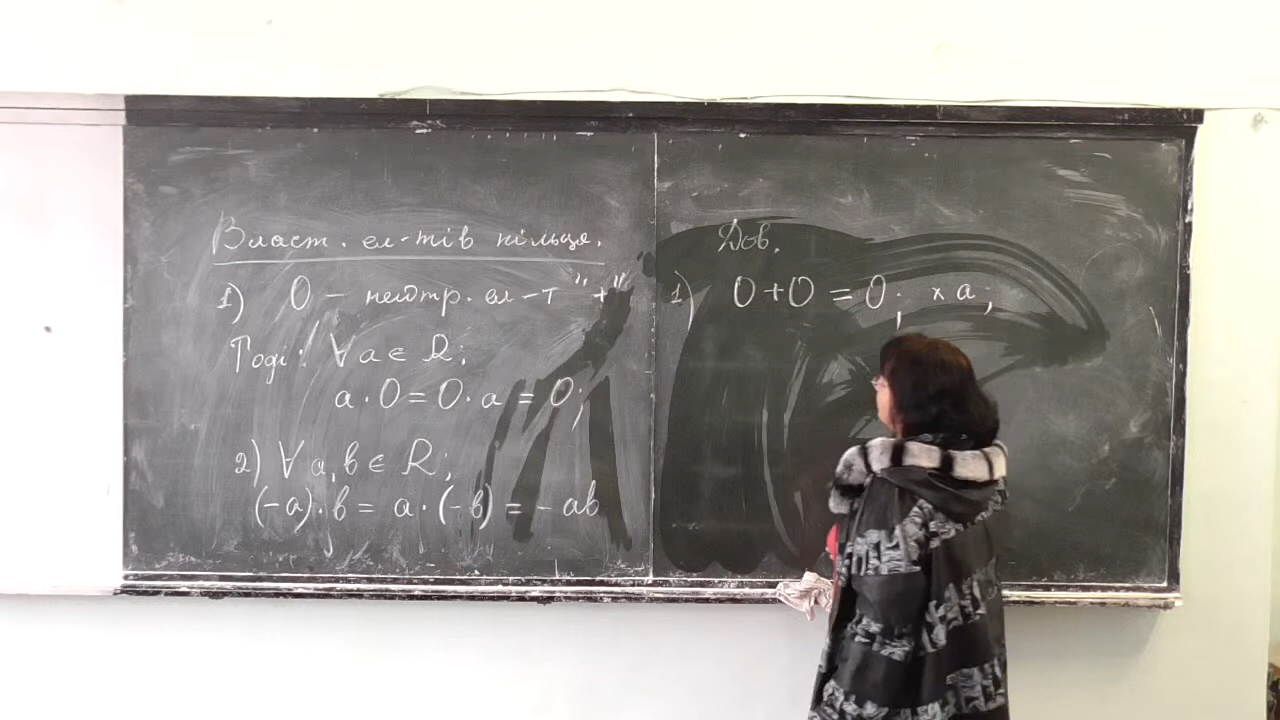 Власт. ел-тів кільця.
1) 0 – нейтр. ел-т "+"
Тоді: ∀ a ∈ R;
a · 0 = 0 · a = 0;
2) ∀ a, b ∈ R;
(-a) · b = a · (-b) = - ab
Дов.
1) 0 + 0 = 0; × a;